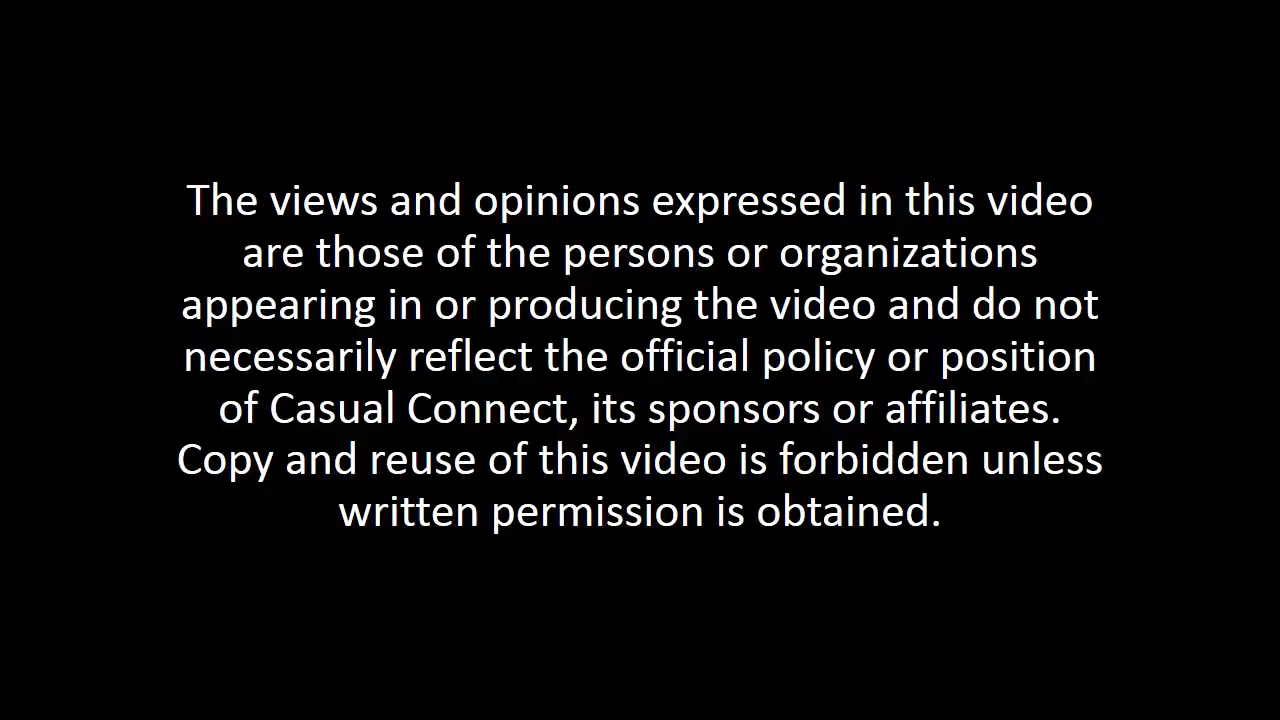 The views and opinions expressed in this video
are those of the persons or organizations
appearing in or producing the video and do not
necessarily reflect the official policy or position
of Casual Connect, its sponsors or affiliates.
Copy and reuse of this video is forbidden unless
written permission is obtained.